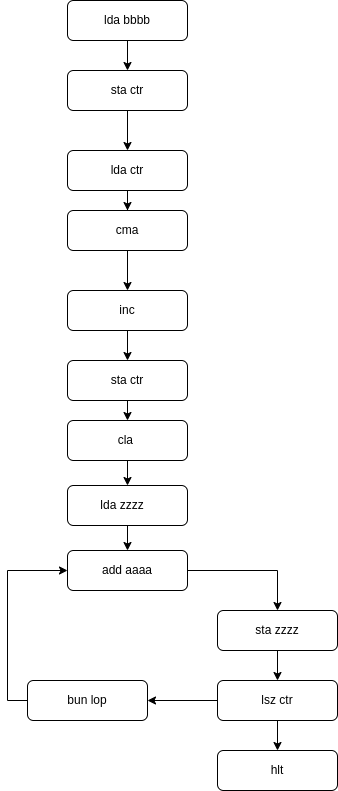 lda bbbb
sta ctr
lda ctr
cma
inc
sta ctr
cla
lda zzzz
add aaaa
sta zzzz
bun lop
lsz ctr
hlt